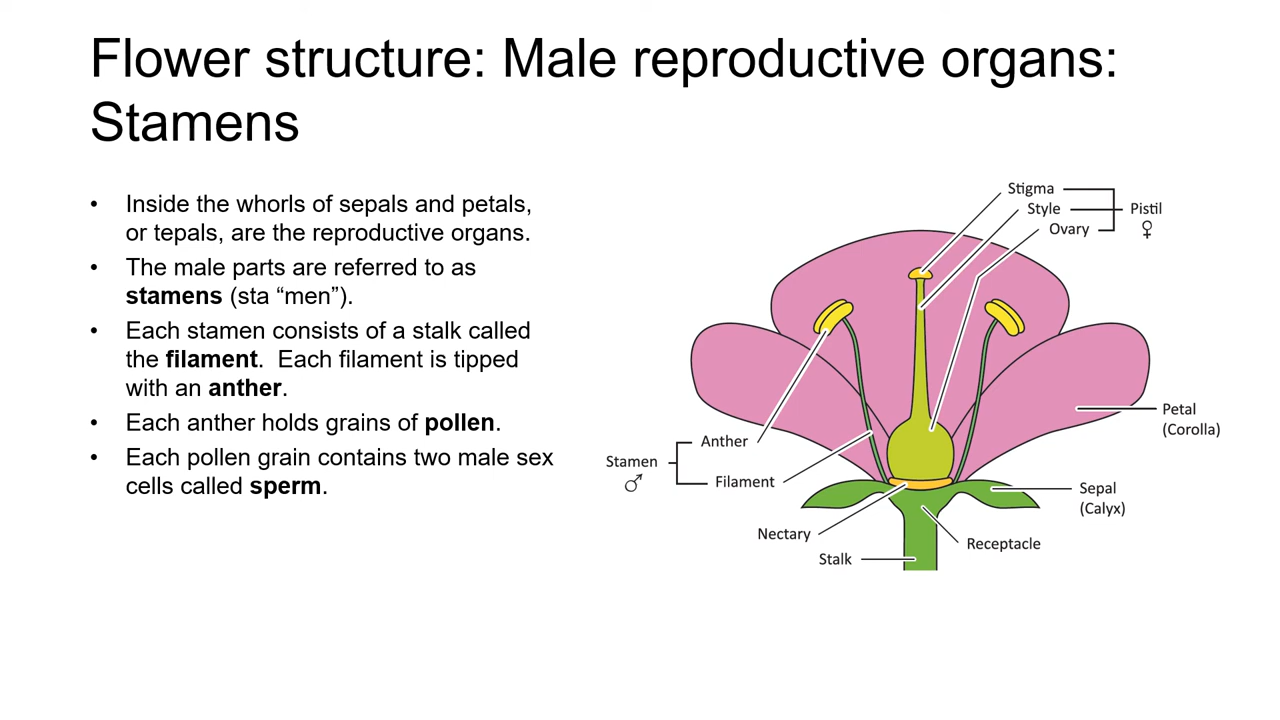 Flower structure: Male reproductive organs:
Stamens
• Inside the whorls of sepals and petals,
or tepals, are the reproductive organs.
• The male parts are referred to as
stamens (sta “men”).
• Each stamen consists of a stalk called
the filament.  Each filament is tipped
with an anther.
• Each anther holds grains of pollen.
• Each pollen grain contains two male sex
cells called sperm.
Stigma
Style
Ovary
Pistil
♀
Petal
(Corolla)
Anther
Stamen
♂
Filament
Sepal
(Calyx)
Nectary
Receptacle
Stalk